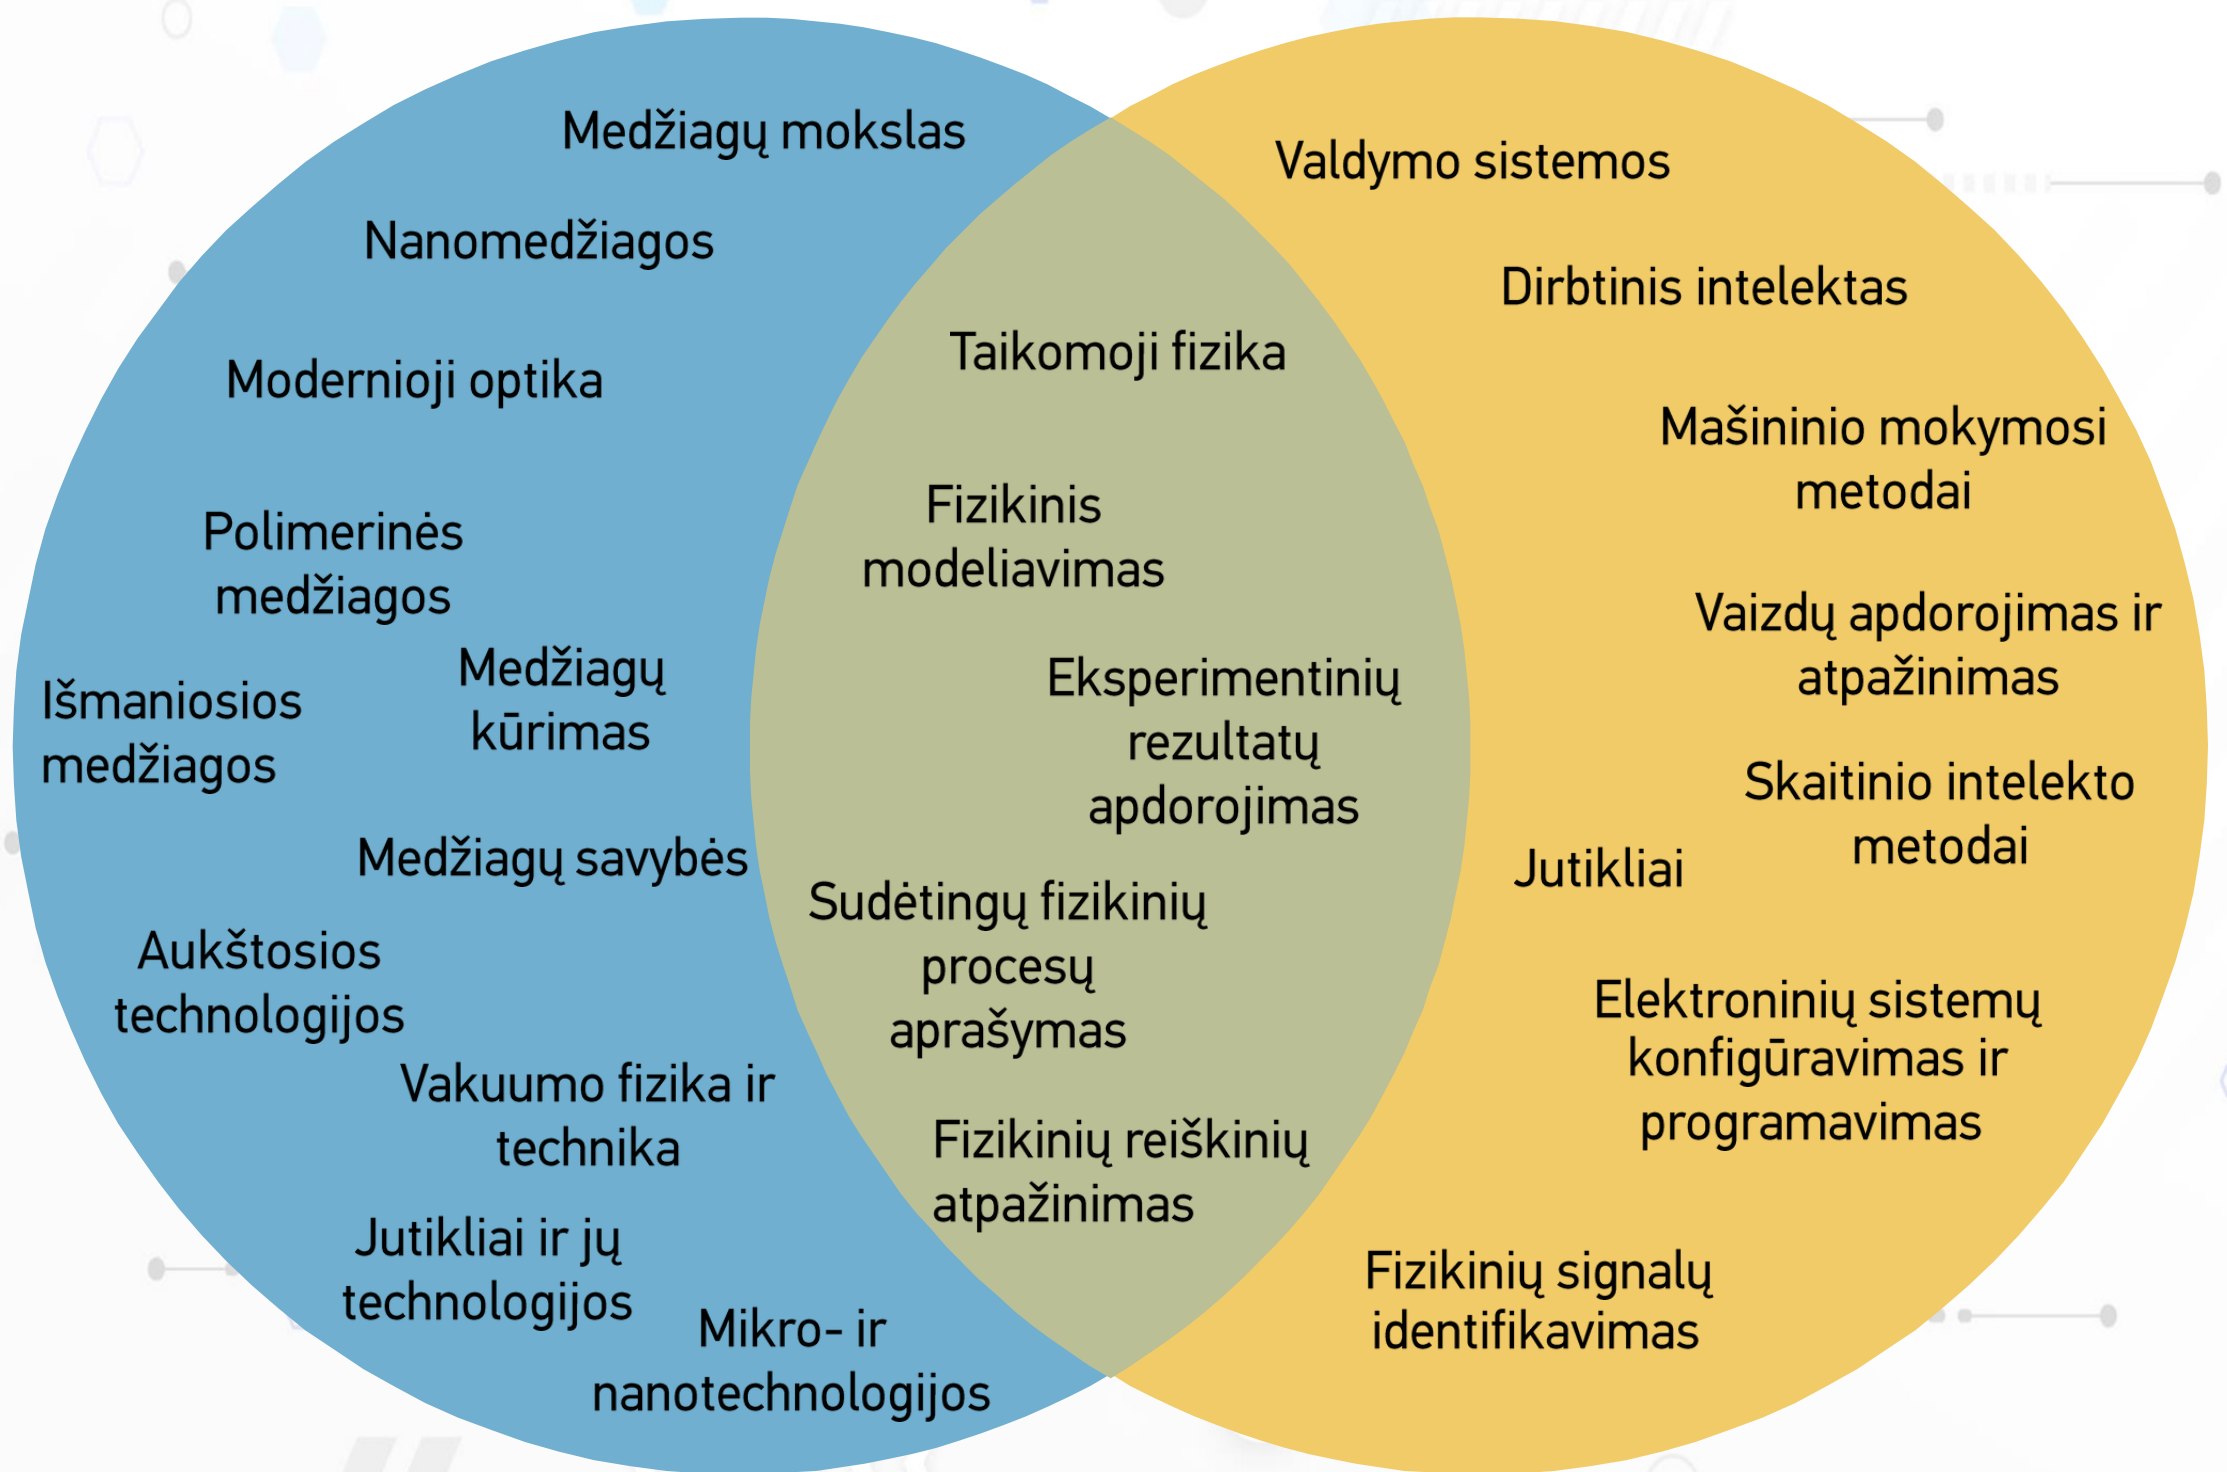 Medžiagų mokslas
Nanomedžiagos
Modernioji optika
Polimerinės
medžiagos
Išmaniosios
medžiagos
Medžiagų
kūrimas
Medžiagų savybės
Aukštosios
technologijos
Vakuumo fizika ir
technika
Jutikliai ir jų
technologijos
Mikro- ir
nanotechnologijos
Taikomoji fizika
Fizikinis
modeliavimas
Eksperimentinių
rezultatų
apdorojimas
Sudėtingų fizikinių
procesų
aprašymas
Fizikinių reiškinių
atpažinimas
Valdymo sistemos
Dirbtinis intelektas
Mašininio mokymosi
metodai
Vaizdų apdorojimas ir
atpažinimas
Skaitinio intelekto
metodai
Jutikliai
Elektroninių sistemų
konfigūravimas ir
programavimas
Fizikinių signalų
identifikavimas